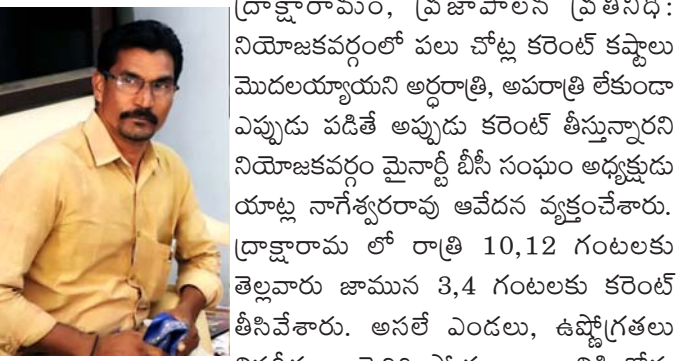 ద్రాక్షారామం, ప్రజాపాలన ప్రతినిధి:
నియోజకవర్గంలో పలు చోట్ల కరెంట్ కష్టాలు
మొదలయ్యాయని అర్ధరాత్రి, అపరాత్రి లేకుండా
ఎప్పుడు పడితే అప్పుడు కరెంట్ తీస్తున్నారని
నియోజకవర్గం మైనార్టీ బీసీ సంఘం అధ్యక్షుడు
యాట్ల నాగేశ్వరరావు ఆవేదన వ్యక్తంచేశారు.
ద్రాక్షారామ లో రాత్రి 10,12 గంటలకు
తెల్లవారు జామున 3,4 గంటలకు కరెంట్
తీసివేశారు. అసలే ఎండలు, ఉష్ణోగ్రతలు